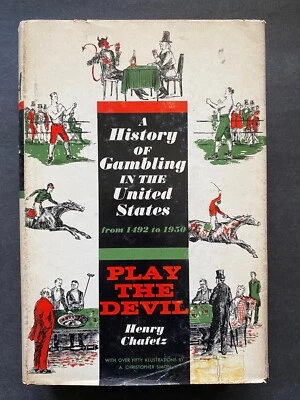 A
History
OF
Gambling
IN THE
United
States
from 1492 to 1950
PLAY
THE
DEVIL
Henry
Chafetz
WITH OVER FIFTY ILLUSTRATIONS BY
A. CHRISTOPHER SIMON